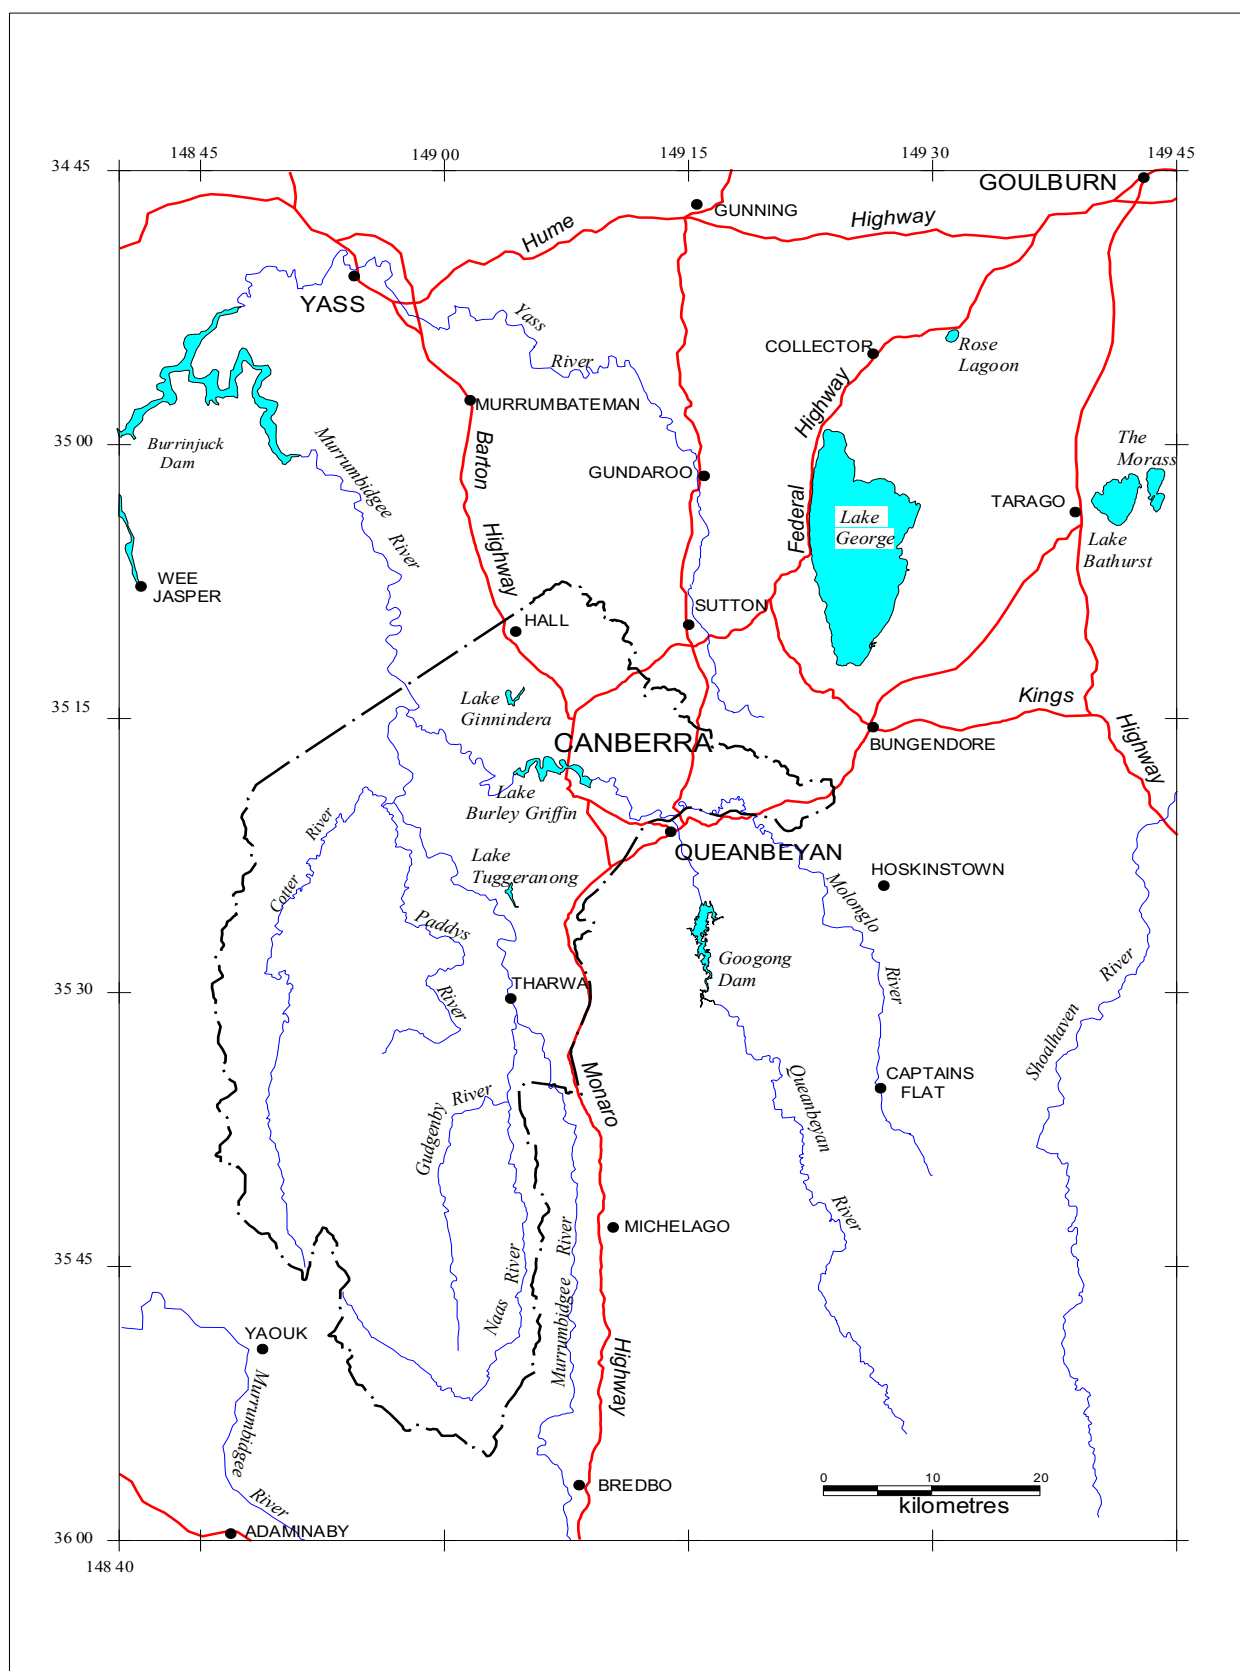 148 45
149 00
149 15
149 30
149 45
34 45
GOULBURN
GUNNING
Hume
Highway
YASS
Yass
River
COLLECTOR
Rose
Lagoon
Highway
MURRUMBATEMAN
Burrinjuck
Dam
35 00
Murrumbidgee
River
Barton
Highway
GUNDAROO
Federal
Lake
George
The
Morass
TARAGO
Lake
Bathurst
WEE
JASPER
HALL
SUTTON
Lake
Ginnindera
35 15
CANBERRA
Kings
Highway
BUNGENDORE
Lake
Burley Griffin
QUEANBEYAN
Cotter
River
Lake
Tuggeranong
HOSKINSTOWN
Molonglo
River
Paddys
River
Googong
Dam
THARWA
35 30
Shoalhaven
River
Monaro
Highway
CAPTAINS
FLAT
Queanbeyan
River
Gudgenby
River
MICHELAGO
35 45
Naas
River
Murrumbidgee
River
YAOUK
Murrumbidgee
River
BREDBO
0
10
20
kilometres
ADAMINABY
36 00
148 40